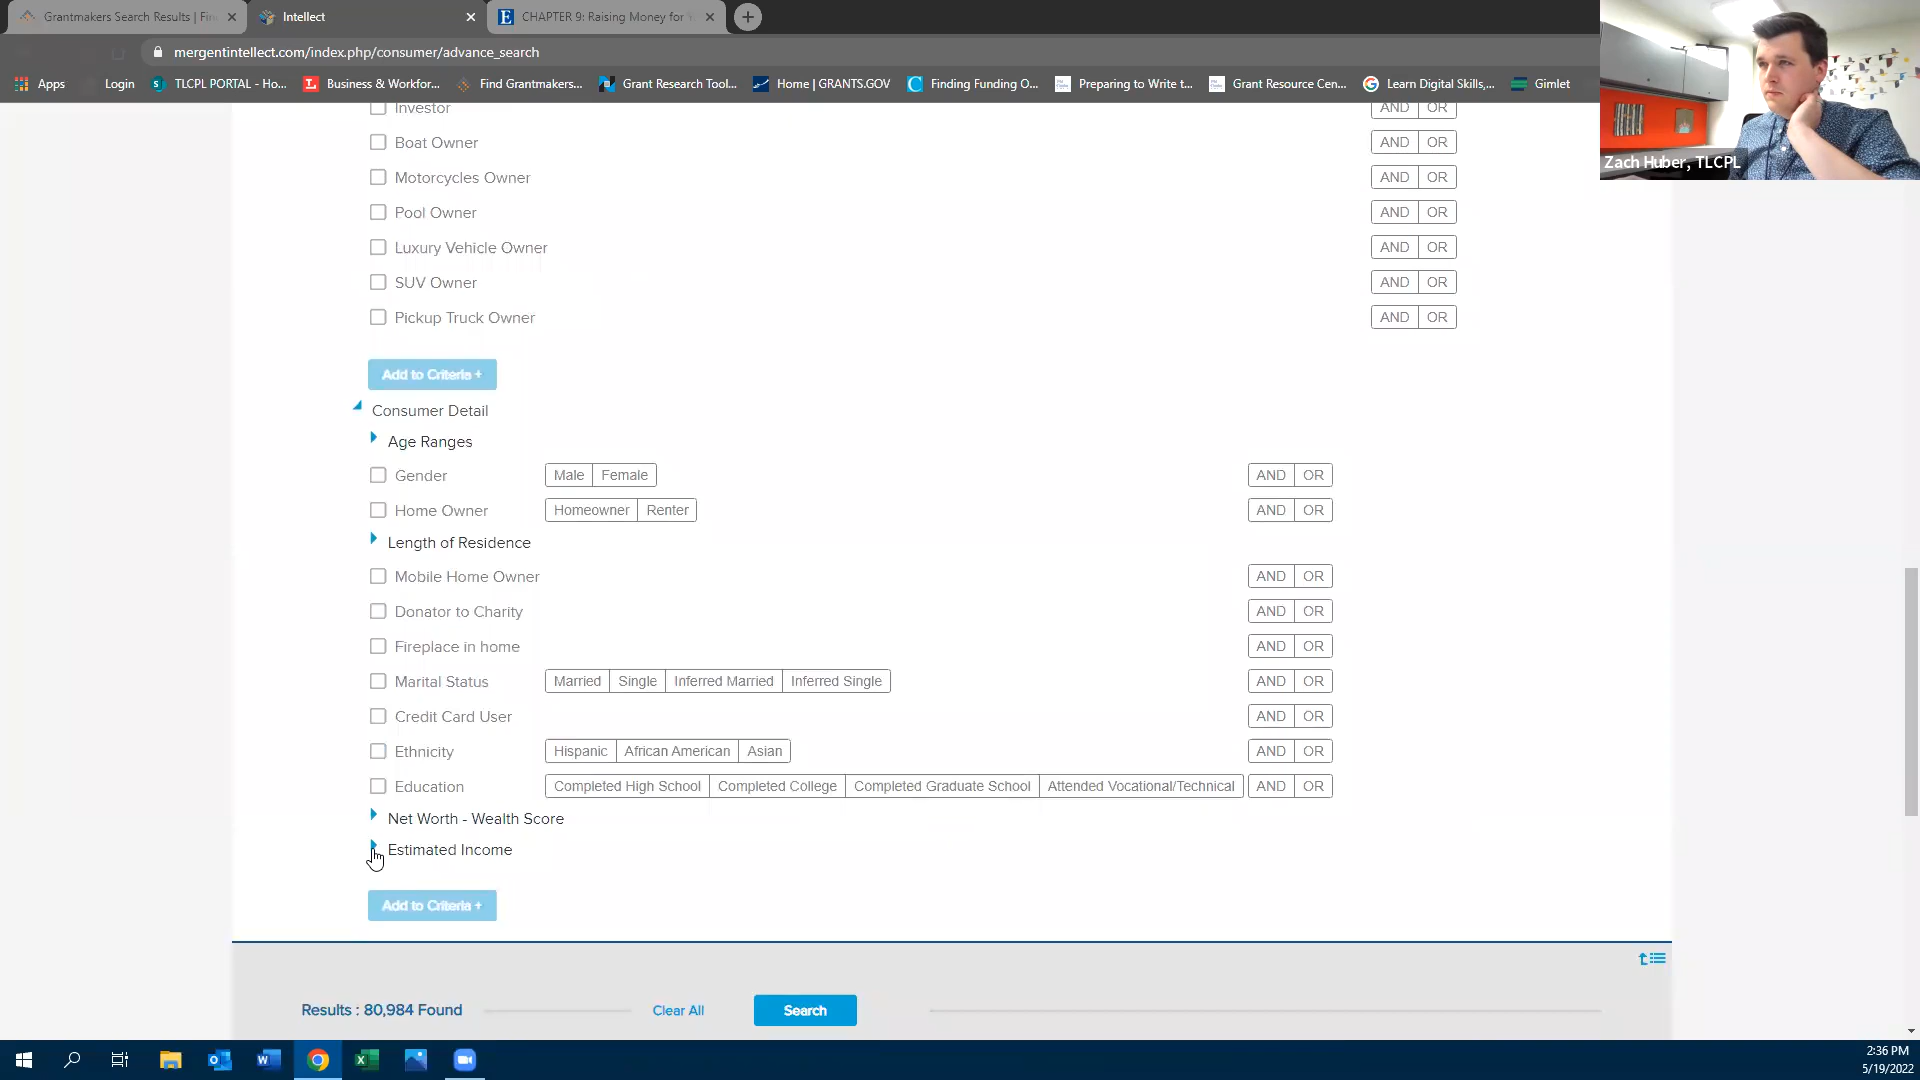 Grantmakers Search Results | Fin
Intellect
CHAPTER 9: Raising Money for Y
mergentintellect.com/index.php/consumer/advance_search
Apps
Login
TLCPL PORTAL - Ho...
Business & Workfor...
Find Grantmakers...
Grant Research Tool...
Home | GRANTS.GOV
Finding Funding O...
Preparing to Write t...
Grant Resource Cen...
Learn Digital Skills,...
Gimlet
Zach Huber, TLCPL
Investor AND OR
Boat Owner AND OR
Motorcycles Owner AND OR
Pool Owner AND OR
Luxury Vehicle Owner AND OR
SUV Owner AND OR
Pickup Truck Owner AND OR
Add to Criteria +
Consumer Detail
Age Ranges
Gender Male Female AND OR
Home Owner Homeowner Renter AND OR
Length of Residence
Mobile Home Owner AND OR
Donator to Charity AND OR
Fireplace in home AND OR
Marital Status Married Single Inferred Married Inferred Single AND OR
Credit Card User AND OR
Ethnicity Hispanic African American Asian AND OR
Education Completed High School Completed College Completed Graduate School Attended Vocational/Technical AND OR
Net Worth - Wealth Score
Estimated Income
Add to Criteria +
Results : 80,984 Found Clear All Search
2:36 PM
5/19/2022